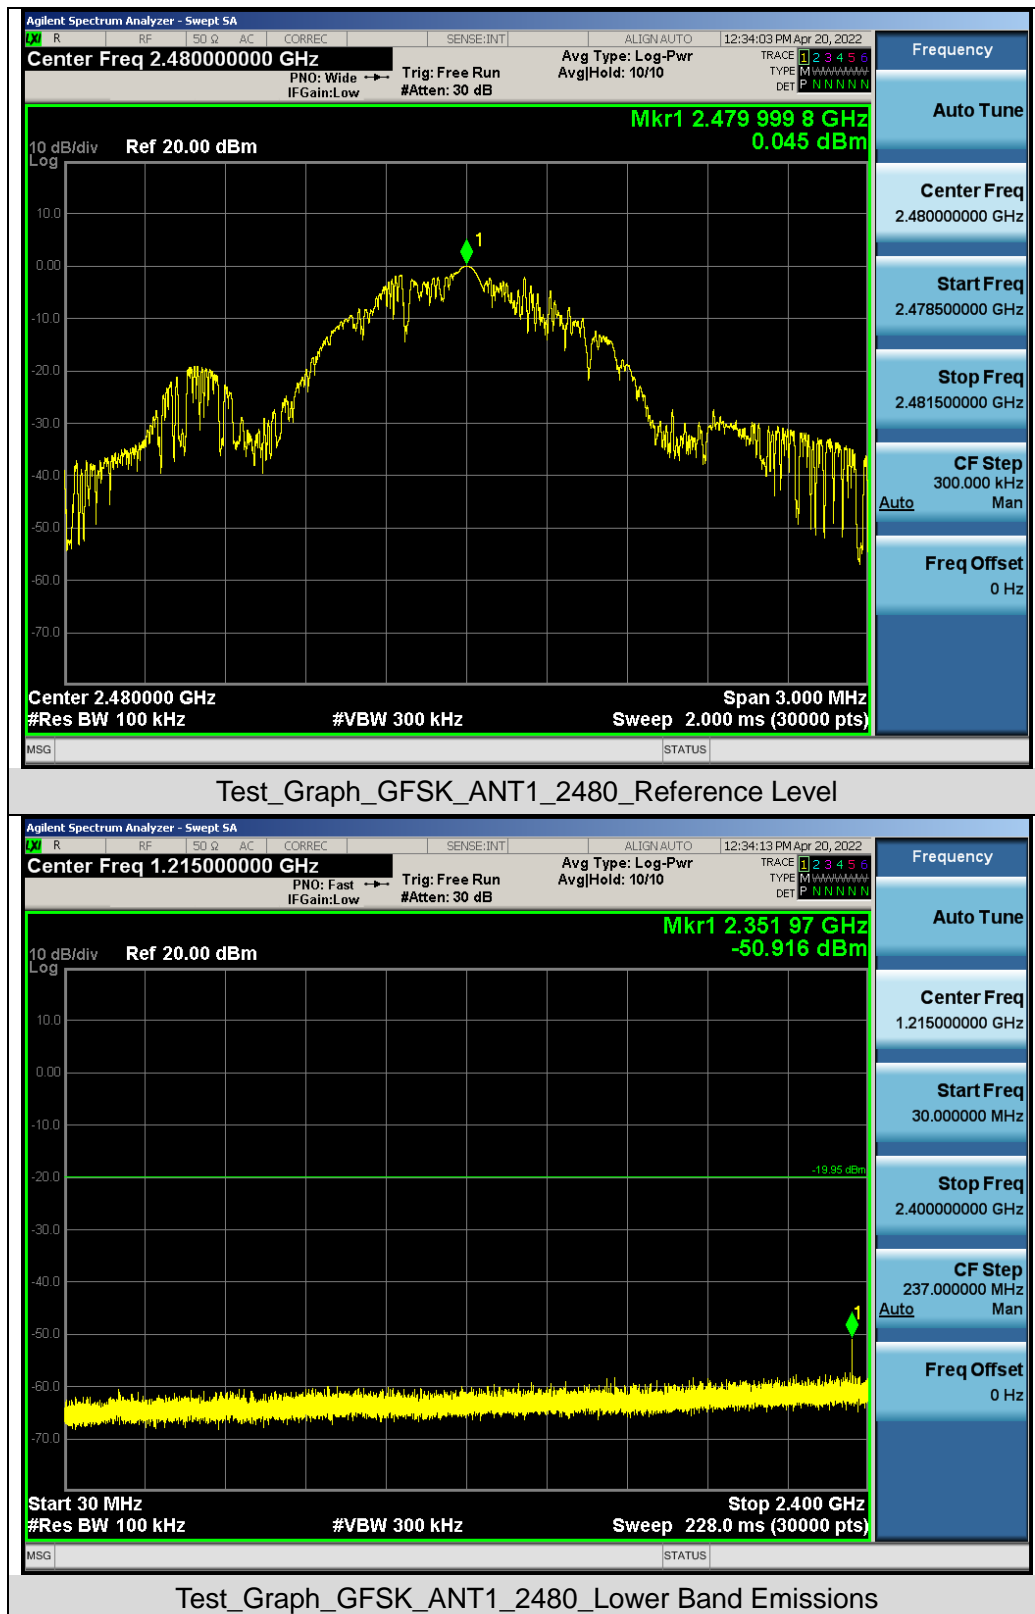 Agilent Spectrum Analyzer - Swept SA
LXI R RF 50 Ω AC CORREC SENSE:INT ALIGN AUTO 12:34:03 PM Apr 20, 2022
Center Freq 2.480000000 GHz
PNO: Wide
IFGain:Low
Trig: Free Run
#Atten: 30 dB
Avg Type: Log-Pwr
Avg|Hold: 10/10
TRACE 1 2 3 4 5 6
TYPE M
DET P N N N N N
Mkr1 2.479 999 8 GHz
0.045 dBm
10 dB/div Ref 20.00 dBm
Log
10.0
0.00
-10.0
-20.0
-30.0
-40.0
-50.0
-60.0
-70.0
1
Center 2.480000 GHz Span 3.000 MHz
#Res BW 100 kHz #VBW 300 kHz Sweep 2.000 ms (30000 pts)
MSG STATUS
Frequency
Auto Tune
Center Freq
2.480000000 GHz
Start Freq
2.478500000 GHz
Stop Freq
2.481500000 GHz
CF Step
300.000 kHz
Auto Man
Freq Offset
0 Hz
Test_Graph_GFSK_ANT1_2480_Reference Level
Agilent Spectrum Analyzer - Swept SA
LXI R RF 50 Ω AC CORREC SENSE:INT ALIGN AUTO 12:34:13 PM Apr 20, 2022
Center Freq 1.215000000 GHz
PNO: Fast
IFGain:Low
Trig: Free Run
#Atten: 30 dB
Avg Type: Log-Pwr
Avg|Hold: 10/10
TRACE 1 2 3 4 5 6
TYPE M
DET P N N N N N
Mkr1 2.351 97 GHz
-50.916 dBm
10 dB/div Ref 20.00 dBm
Log
10.0
0.00
-10.0
-20.0
-30.0
-40.0
-50.0
-60.0
-70.0
-19.95 dBm
1
Start 30 MHz Stop 2.400 GHz
#Res BW 100 kHz #VBW 300 kHz Sweep 228.0 ms (30000 pts)
MSG STATUS
Frequency
Auto Tune
Center Freq
1.215000000 GHz
Start Freq
30.000000 MHz
Stop Freq
2.400000000 GHz
CF Step
237.000000 MHz
Auto Man
Freq Offset
0 Hz
Test_Graph_GFSK_ANT1_2480_Lower Band Emissions